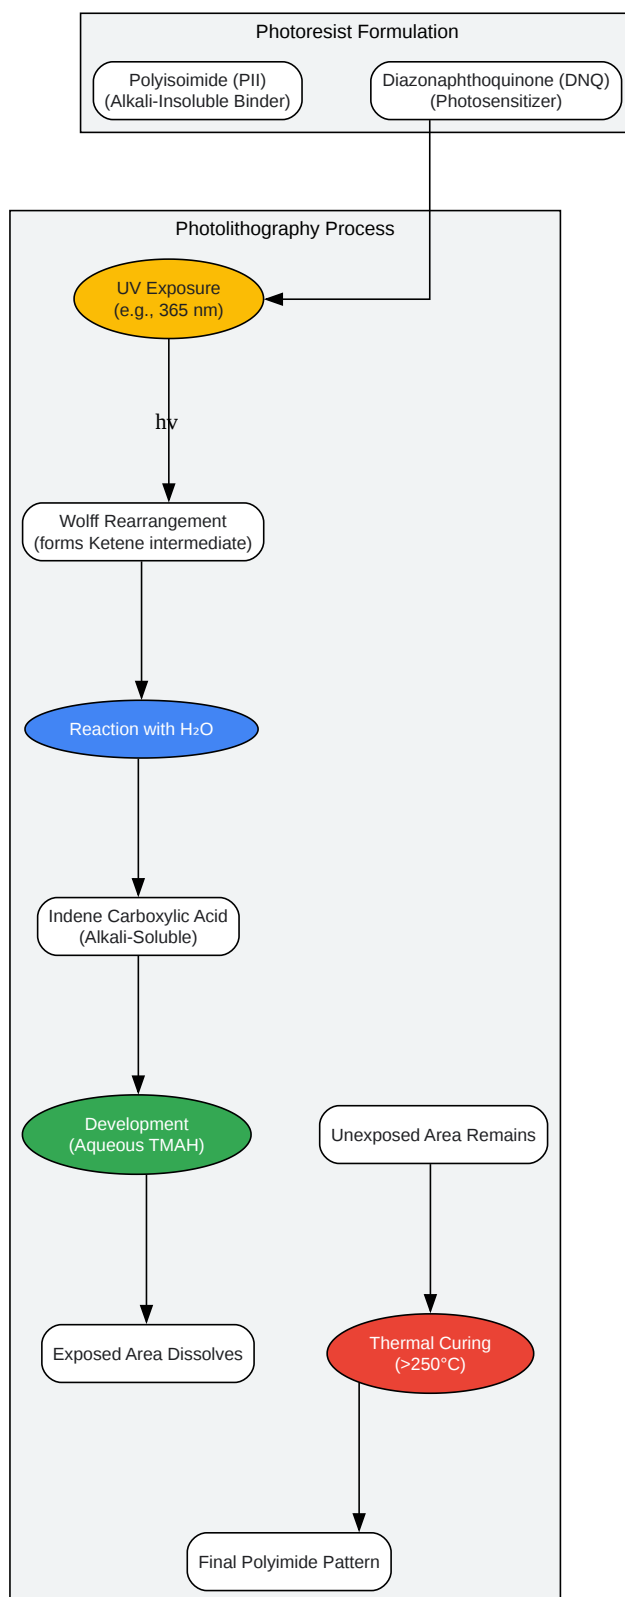 Photoresist Formulation
Polyisoimide (PII)
(Alkali-Insoluble Binder)
Diazonaphthoquinone (DNQ)
(Photosensitizer)
Photolithography Process
UV Exposure
(e.g., 365 nm)
hν
Wolff Rearrangement
(forms Ketene intermediate)
Reaction with H₂O
Indene Carboxylic Acid
(Alkali-Soluble)
Development
(Aqueous TMAH)
Unexposed Area Remains
Exposed Area Dissolves
Thermal Curing
(>250°C)
Final Polyimide Pattern